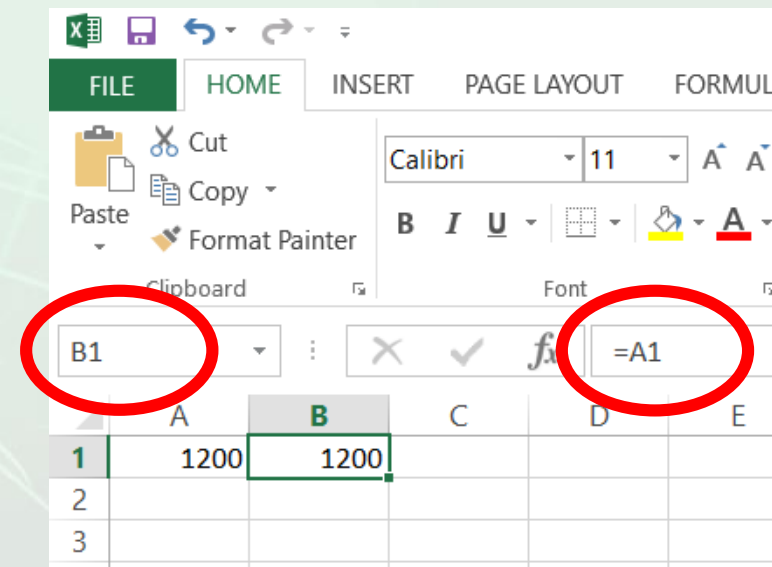 FILE HOME INSERT PAGE LAYOUT FORMUL
Cut
Calibri 11 A A
Copy
Paste
Format Painter
B I U A
Clipboard Font
B1 fx =A1
A B C D E
1 1200 1200
2
3